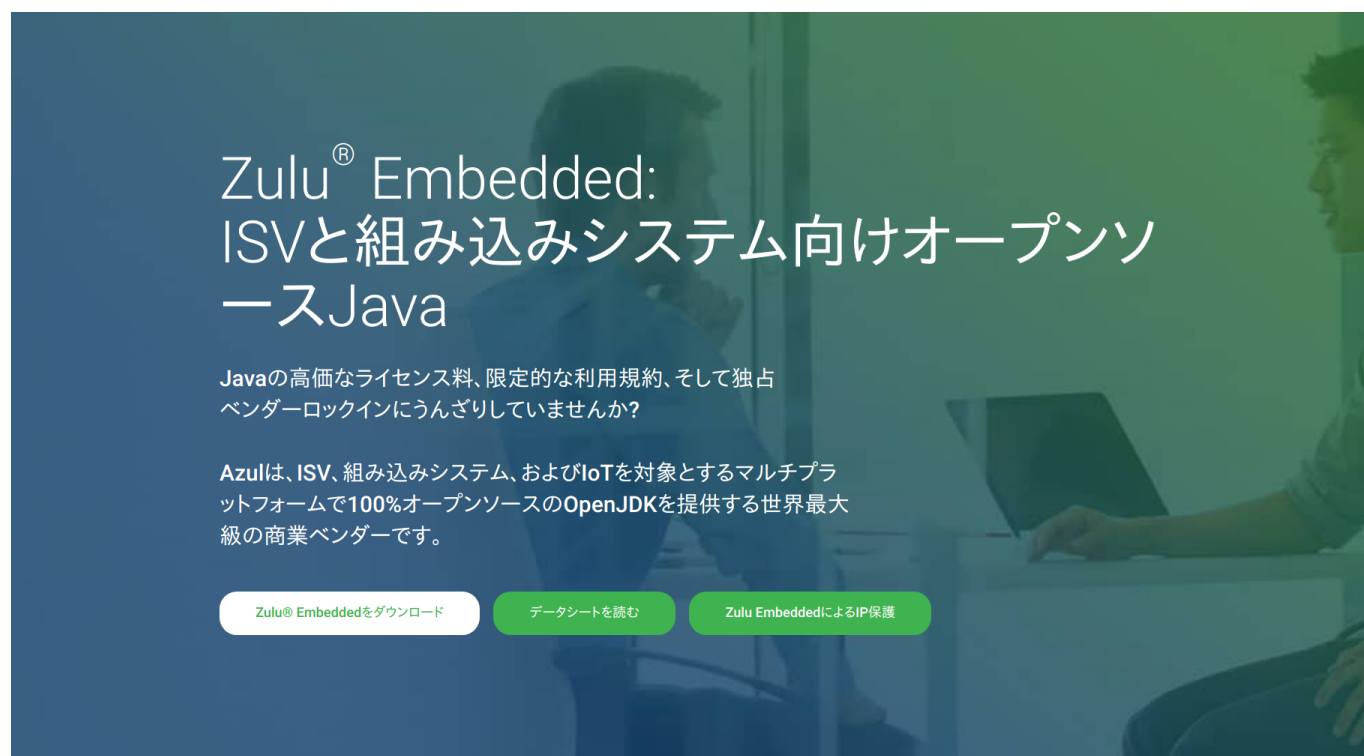 Zulu® Embedded:
ISVと組み込みシステム向けオープンソ
ースJava
Javaの高価なライセンス料、限定的な利用規約、そして独占
ベンダーロックインにうんざりしていませんか?
Azulは、ISV、組み込みシステム、およびIoTを対象とするマルチプラ
ットフォームで100%オープンソースのOpenJDKを提供する世界最大
級の商業ベンダーです。
Zulu® Embeddedをダウンロード
データシートを読む
Zulu EmbeddedによるIP保護